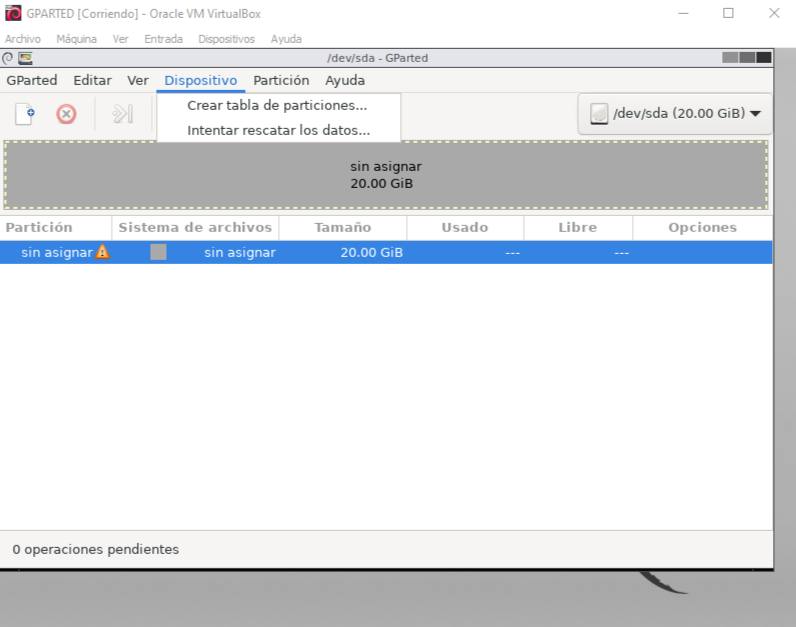 GPARTED [Corriendo] - Oracle VM VirtualBox
Archivo Máquina Ver Entrada Dispositivos Ayuda
/dev/sda - GParted
GParted Editar Ver Dispositivo Partición Ayuda
Crear tabla de particiones...
Intentar rescatar los datos...
/dev/sda (20.00 GiB)
sin asignar
20.00 GiB
Partición Sistema de archivos Tamaño Usado Libre Opciones
sin asignar sin asignar 20.00 GiB --- ---
0 operaciones pendientes